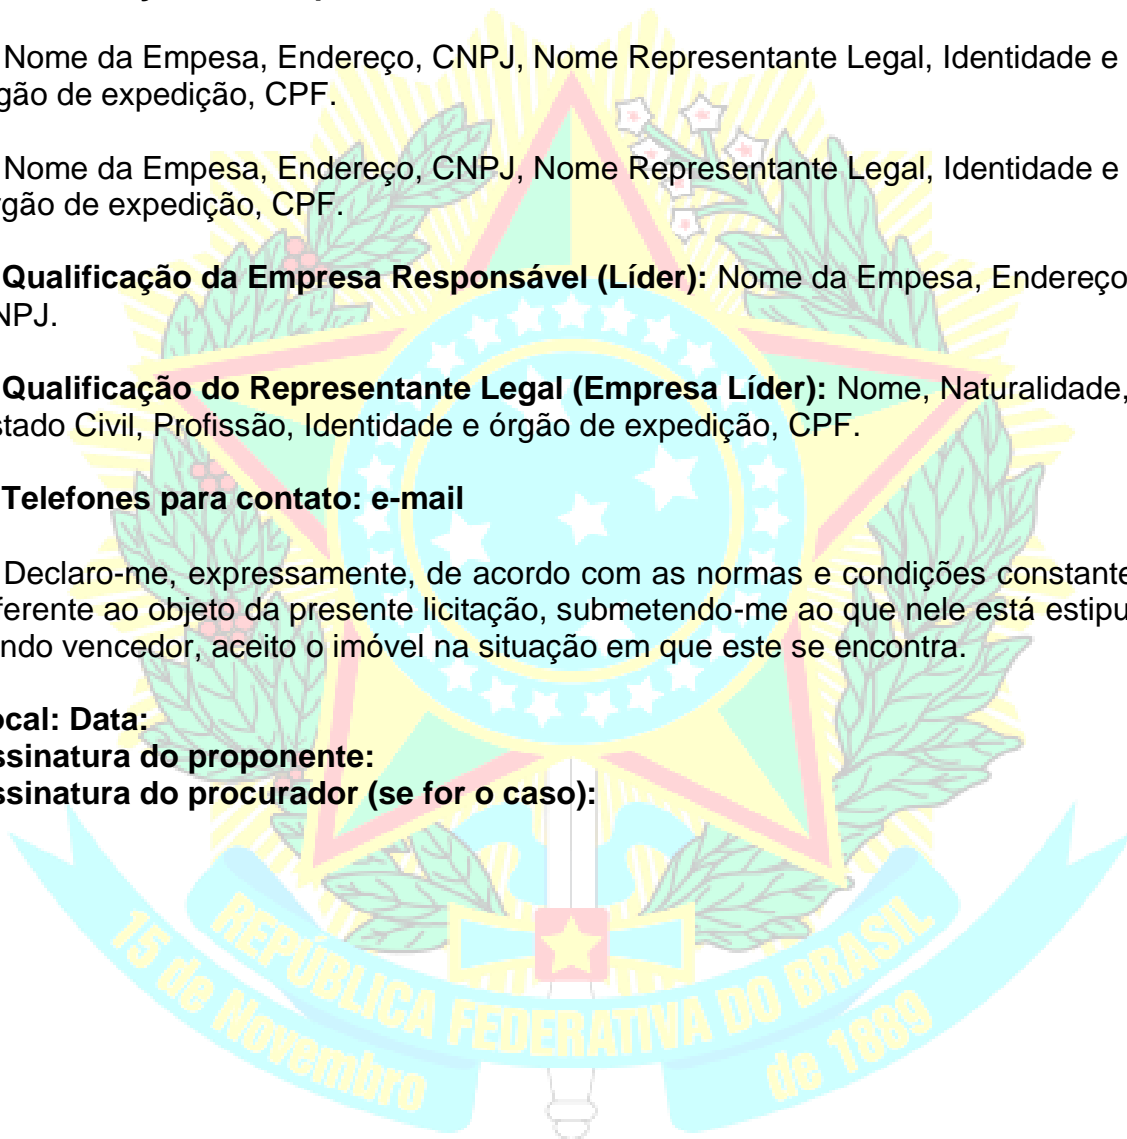 Nome da Empesa, Endereço, CNPJ, Nome Representante Legal, Identidade e
gão de expedição, CPF.
Nome da Empesa, Endereço, CNPJ, Nome Representante Legal, Identidade e
rgão de expedição, CPF.
Qualificação da Empresa Responsável (Líder): Nome da Empesa, Endereço
NPJ.
Qualificação do Representante Legal (Empresa Líder): Nome, Naturalidade,
stado Civil, Profissão, Identidade e órgão de expedição, CPF.
Telefones para contato: e-mail
Declaro-me, expressamente, de acordo com as normas e condições constante
ferente ao objeto da presente licitação, submetendo-me ao que nele está estipu
ndo vencedor, aceito o imóvel na situação em que este se encontra.
ocal: Data:
ssinatura do proponente:
ssinatura do procurador (se for o caso):
REPÚBLICA FEDERATIVA DO BRASIL
15 de Novembro de 1889